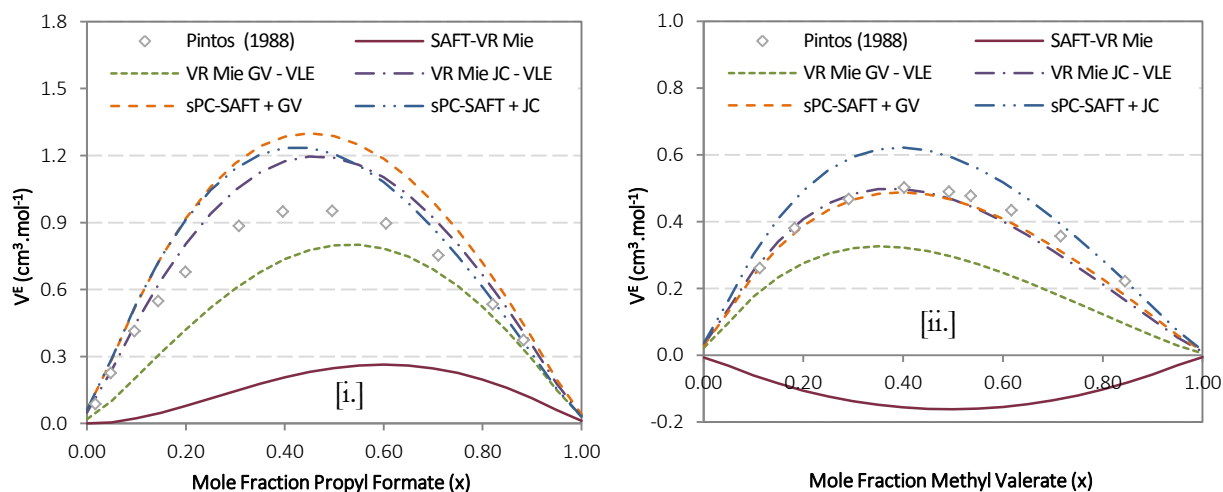 1.8
1.5
1.2
0.9
0.6
0.3
0.0
V^E (cm³.mol⁻¹)
Pintos (1988)
SAFT-VR Mie
VR Mie GV - VLE
VR Mie JC - VLE
sPC-SAFT + GV
sPC-SAFT + JC
[i.]
0.00 0.20 0.40 0.60 0.80 1.00
Mole Fraction Propyl Formate (x)
1.0
0.8
0.6
0.4
0.2
0.0
-0.2
V^E (cm³.mol⁻¹)
Pintos (1988)
SAFT-VR Mie
VR Mie GV - VLE
VR Mie JC - VLE
sPC-SAFT + GV
sPC-SAFT + JC
[ii.]
0.00 0.20 0.40 0.60 0.80 1.00
Mole Fraction Methyl Valerate (x)